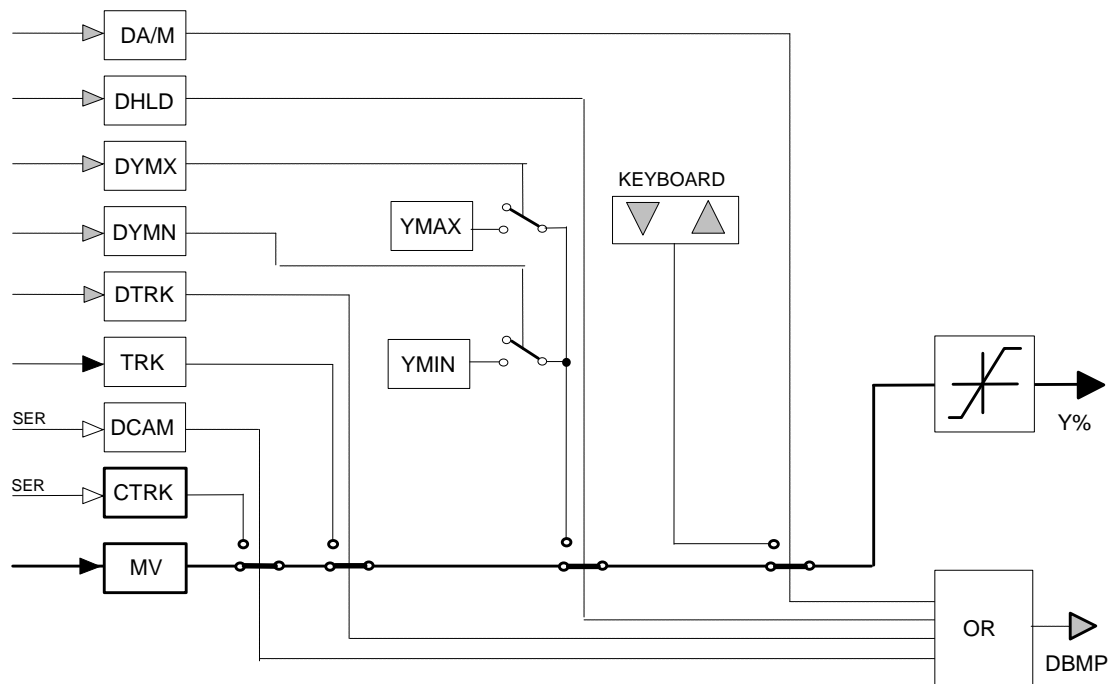 DA/M
DHLD
DYMX
KEYBOARD
YMAX
DYMN
DTRK
TRK
YMIN
SER
DCAM
Y%
SER
CTRK
MV
OR
DBMP